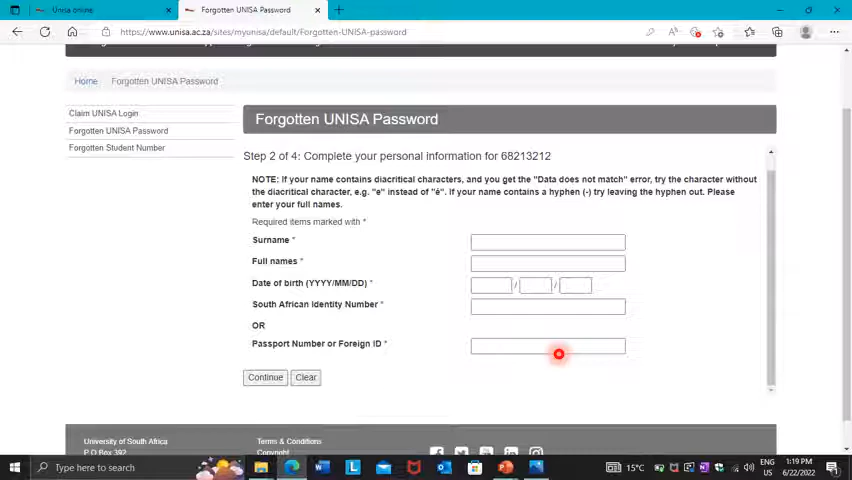 Unisa online
Forgotten UNISA Password
https://www.unisa.ac.za/sites/myunisa/default/Forgotten-UNISA-password
Home
Forgotten UNISA Password
Claim UNISA Login
Forgotten UNISA Password
Forgotten Student Number
Forgotten UNISA Password
Step 2 of 4: Complete your personal information for 68213212
NOTE: If your name contains diacritical characters, and you get the "Data does not match" error, try the character without
the diacritical character, e.g. "e" instead of "é". If your name contains a hyphen (-) try leaving the hyphen out. Please
enter your full names.
Required items marked with *
Surname *
Full names *
Date of birth (YYYY/MM/DD) *
/ /
South African Identity Number *
OR
Passport Number or Foreign ID *
Continue Clear
University of South Africa
P.O Box 392
Terms & Conditions
Copyright
Type here to search
15°C
ENG
US
1:19 PM
6/22/2022